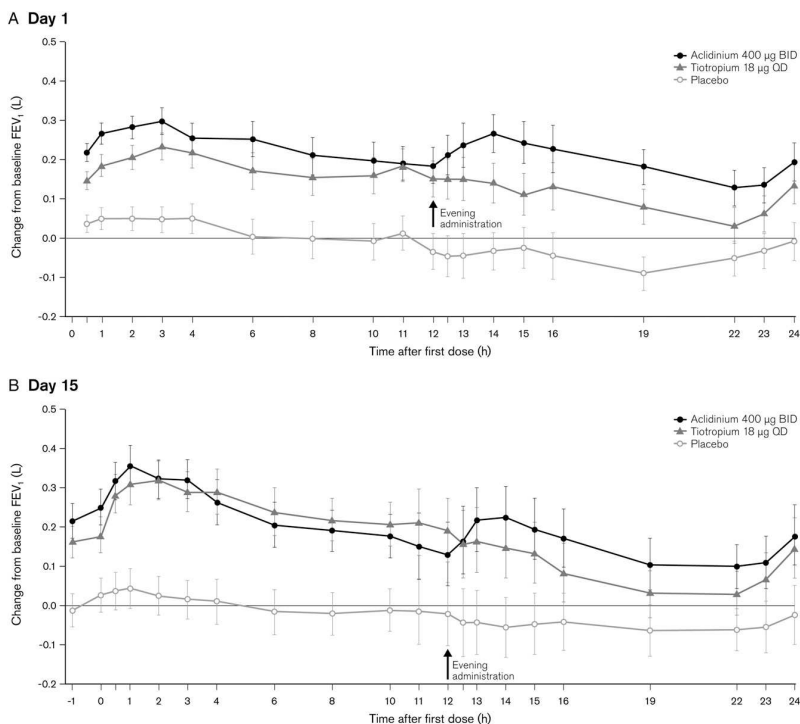 A Day 1
0.5
0.4
0.3
0.2
0.1
0.0
-0.1
-0.2
Change from baseline FEV1 (L)
Aclidinium 400 µg BID
Tiotropium 18 µg QD
Placebo
Evening
administration
0 1 2 3 4 6 8 10 11 12 13 14 15 16 19 22 23 24
Time after first dose (h)
B Day 15
0.5
0.4
0.3
0.2
0.1
0.0
-0.1
-0.2
Change from baseline FEV1 (L)
Aclidinium 400 µg BID
Tiotropium 18 µg QD
Placebo
Evening
administration
-1 0 1 2 3 4 6 8 10 11 12 13 14 15 16 19 22 23 24
Time after first dose (h)